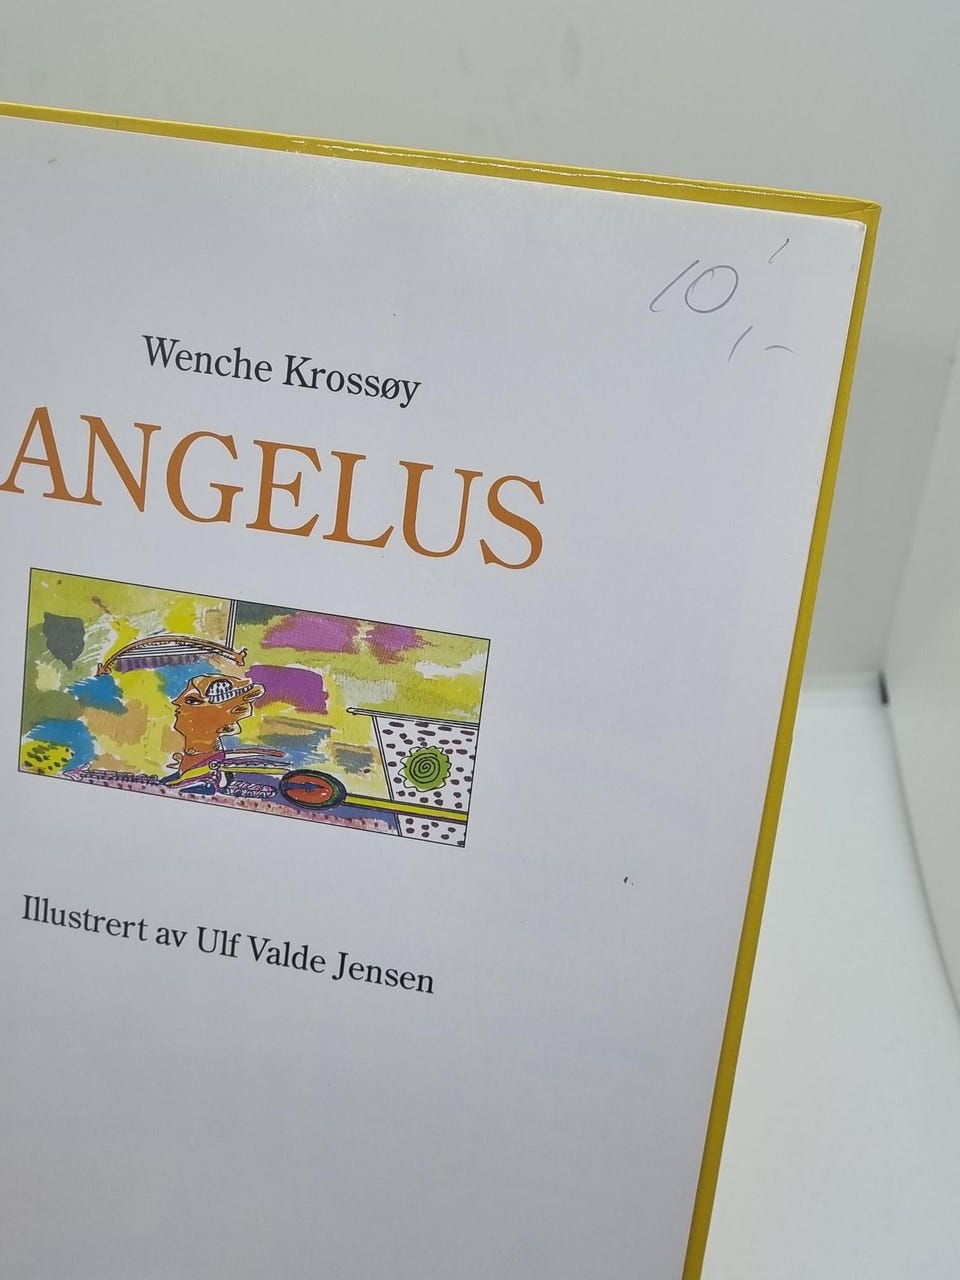 10
,-
Wenche Krossøy
ANGELUS
Illustrert av Ulf Valde Jensen